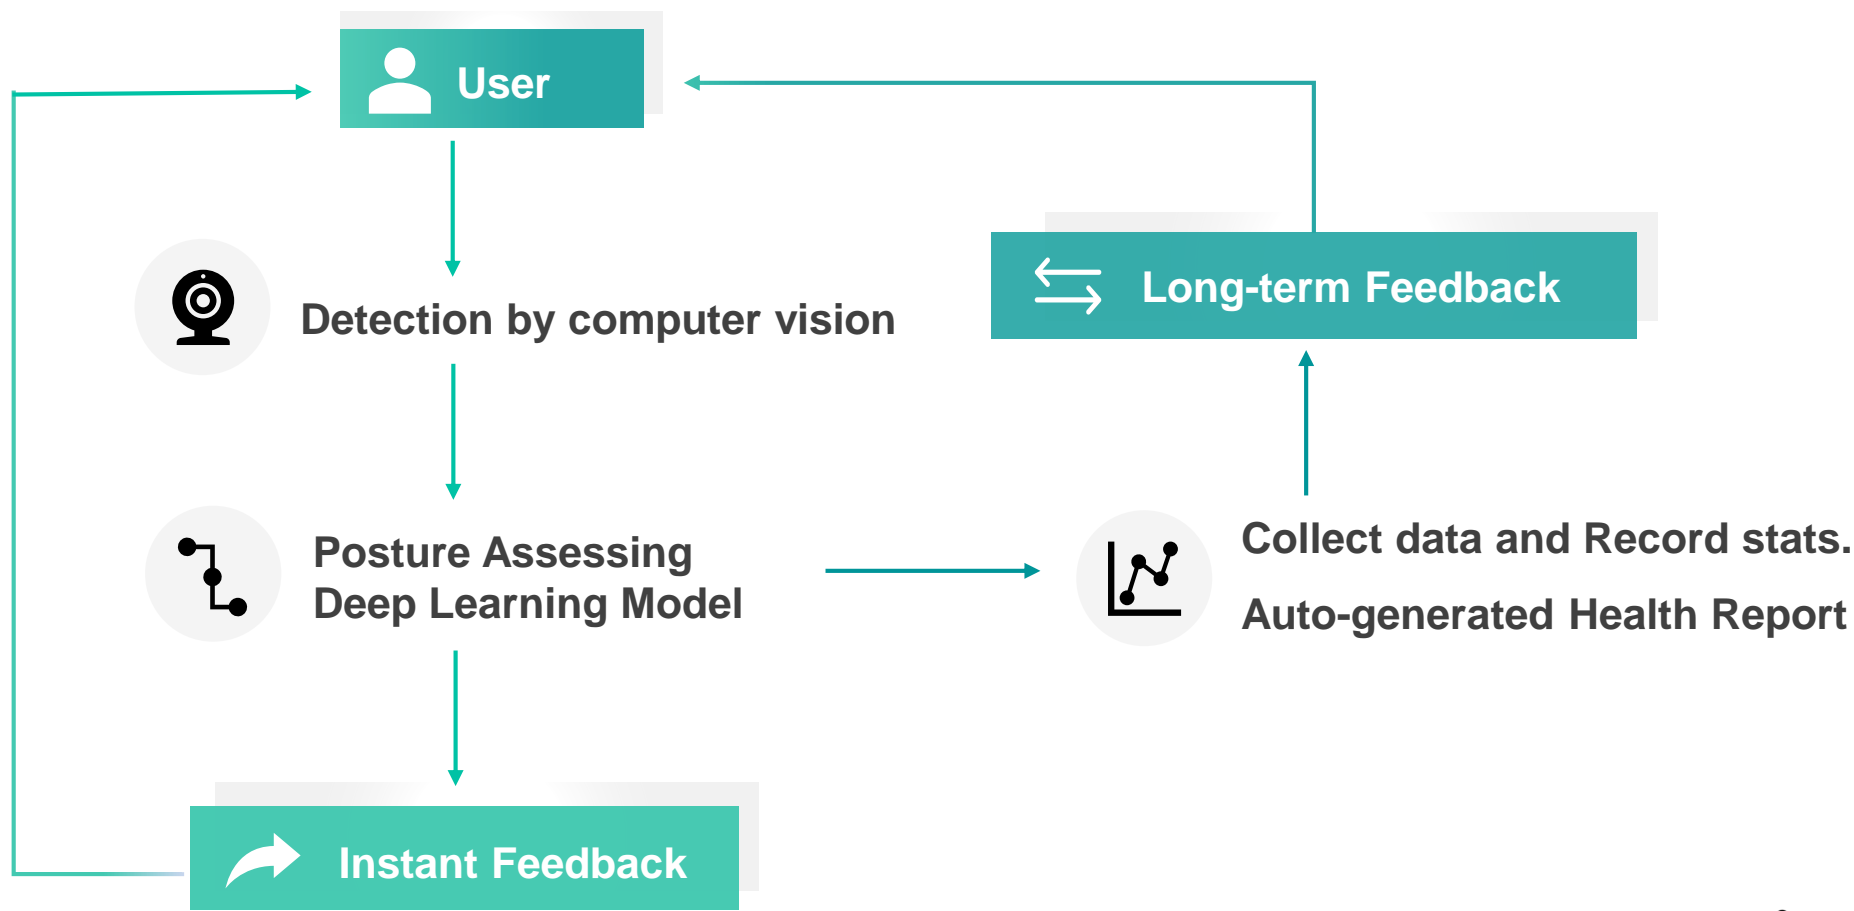 User
Detection by computer vision
Long-term Feedback
Posture Assessing
Deep Learning Model
Collect data and Record stats.
Auto-generated Health Report
Instant Feedback